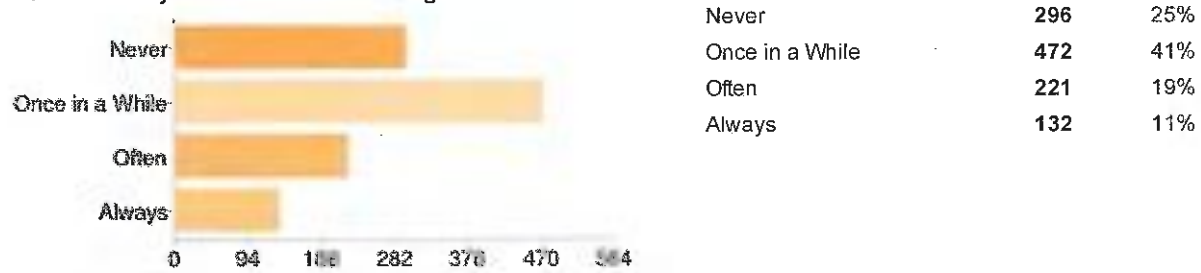 Never
Once in a While
Often
Always
0 94 282 470
Never 296 25%
Once in a While 472 41%
Often 221 19%
Always 132 11%